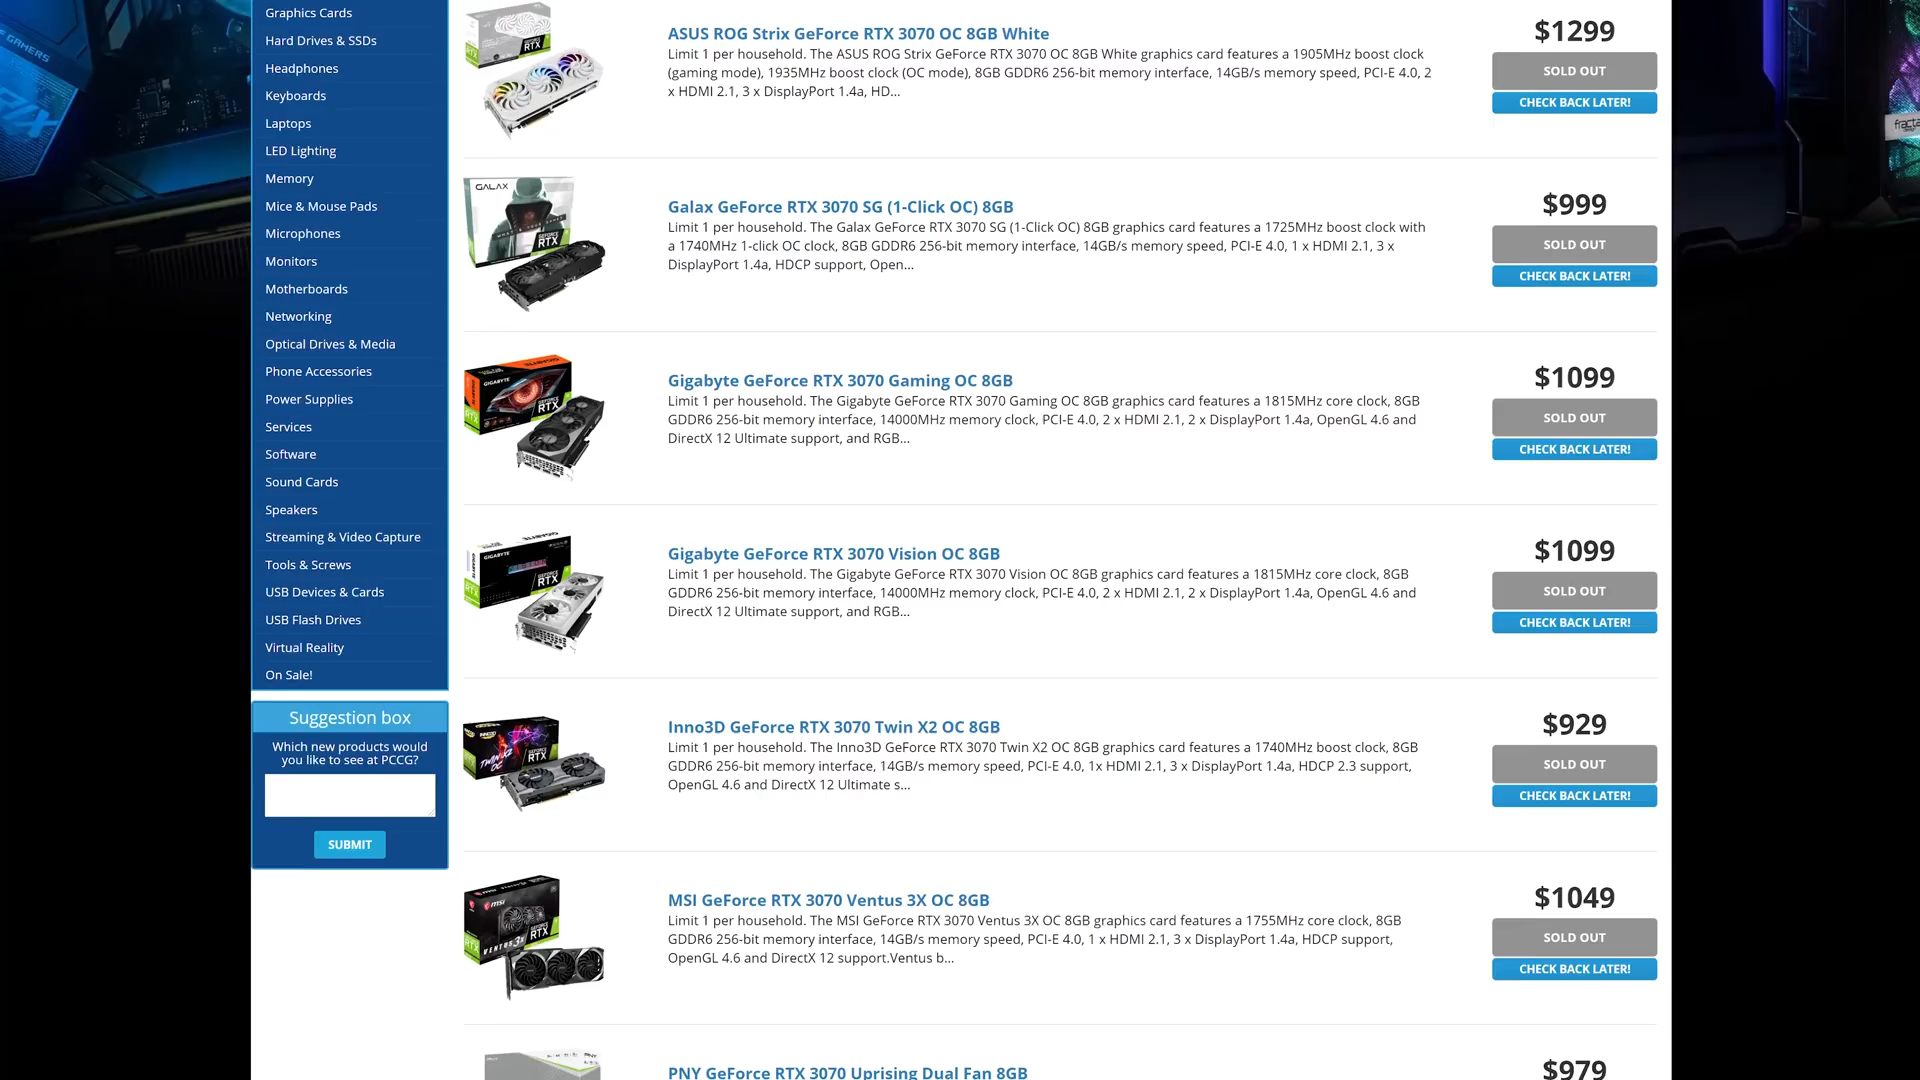 Graphics Cards
Hard Drives & SSDs
Headphones
Keyboards
Laptops
LED Lighting
Memory
Mice & Mouse Pads
Microphones
Monitors
Motherboards
Networking
Optical Drives & Media
Phone Accessories
Power Supplies
Services
Software
Sound Cards
Speakers
Streaming & Video Capture
Tools & Screws
USB Devices & Cards
USB Flash Drives
Virtual Reality
On Sale!
Suggestion box
Which new products would
you like to see at PCCG?
SUBMIT
ASUS ROG Strix GeForce RTX 3070 OC 8GB White
Limit 1 per household. The ASUS ROG Strix GeForce RTX 3070 OC 8GB White graphics card features a 1905MHz boost clock
(gaming mode), 1935MHz boost clock (OC mode), 8GB GDDR6 256-bit memory interface, 14GB/s memory speed, PCI-E 4.0, 2
x HDMI 2.1, 3 x DisplayPort 1.4a, HD...
$1299
SOLD OUT
CHECK BACK LATER!
GALAX
GEFORCE
RTX
Galax GeForce RTX 3070 SG (1-Click OC) 8GB
Limit 1 per household. The Galax GeForce RTX 3070 SG (1-Click OC) 8GB graphics card features a 1725MHz boost clock with
a 1740MHz 1-click OC clock, 8GB GDDR6 256-bit memory interface, 14GB/s memory speed, PCI-E 4.0, 1 x HDMI 2.1, 3 x
DisplayPort 1.4a, HDCP support, Open...
$999
SOLD OUT
CHECK BACK LATER!
GIGABYTE
RTX
Gigabyte GeForce RTX 3070 Gaming OC 8GB
Limit 1 per household. The Gigabyte GeForce RTX 3070 Gaming OC 8GB graphics card features a 1815MHz core clock, 8GB
GDDR6 256-bit memory interface, 14000MHz memory clock, PCI-E 4.0, 2 x HDMI 2.1, 2 x DisplayPort 1.4a, OpenGL 4.6 and
DirectX 12 Ultimate support, and RGB...
$1099
SOLD OUT
CHECK BACK LATER!
GIGABYTE
RTX
Gigabyte GeForce RTX 3070 Vision OC 8GB
Limit 1 per household. The Gigabyte GeForce RTX 3070 Vision OC 8GB graphics card features a 1815MHz core clock, 8GB
GDDR6 256-bit memory interface, 14000MHz memory clock, PCI-E 4.0, 2 x HDMI 2.1, 2 x DisplayPort 1.4a, OpenGL 4.6 and
DirectX 12 Ultimate support, and RGB...
$1099
SOLD OUT
CHECK BACK LATER!
RTX
Inno3D GeForce RTX 3070 Twin X2 OC 8GB
Limit 1 per household. The Inno3D GeForce RTX 3070 Twin X2 OC 8GB graphics card features a 1740MHz boost clock, 8GB
GDDR6 256-bit memory interface, 14GB/s memory speed, PCI-E 4.0, 1x HDMI 2.1, 3 x DisplayPort 1.4a, HDCP 2.3 support,
OpenGL 4.6 and DirectX 12 Ultimate s...
$929
SOLD OUT
CHECK BACK LATER!
msi
VENTUS 3X
RTX
MSI GeForce RTX 3070 Ventus 3X OC 8GB
Limit 1 per household. The MSI GeForce RTX 3070 Ventus 3X OC 8GB graphics card features a 1755MHz core clock, 8GB
GDDR6 256-bit memory interface, 14GB/s memory speed, PCI-E 4.0, 1 x HDMI 2.1, 3 x DisplayPort 1.4a, HDCP support,
OpenGL 4.6 and DirectX 12 support.Ventus b...
$1049
SOLD OUT
CHECK BACK LATER!
PNY GeForce RTX 3070 Uprising Dual Fan 8GB
$979